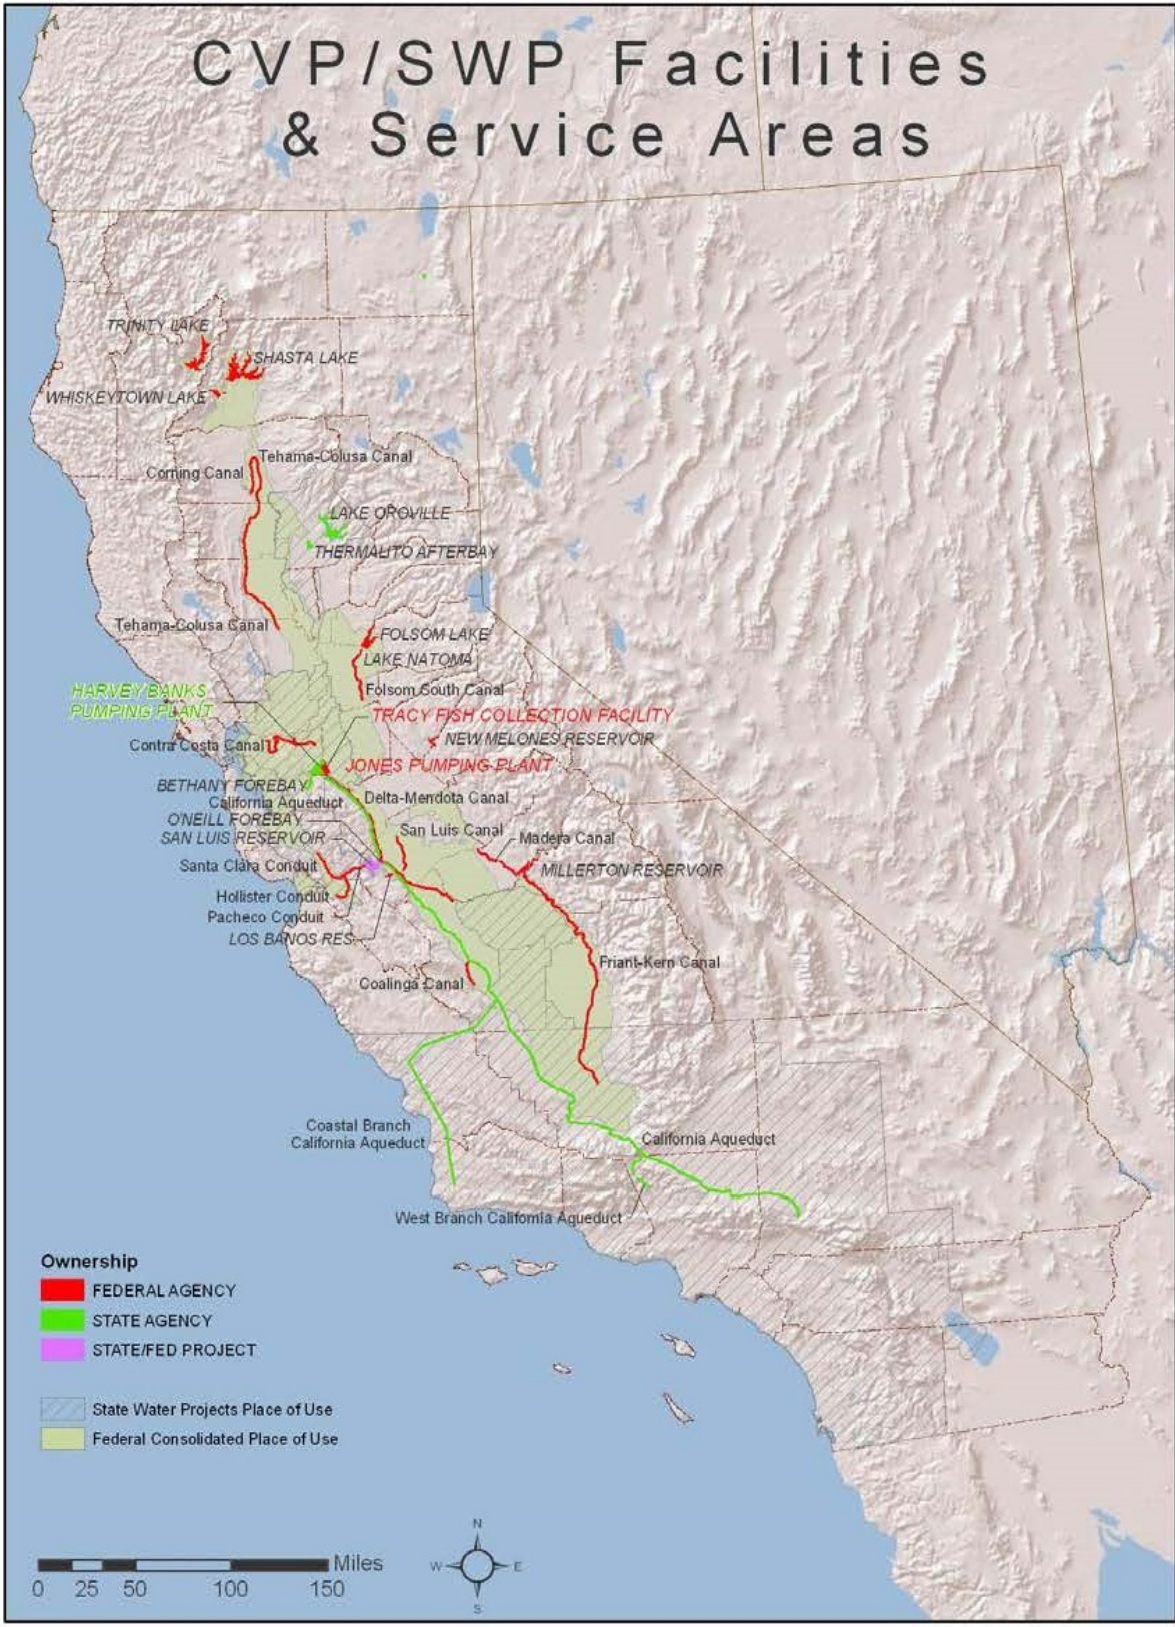 CVP/SWP Facilities
& Service Areas
TRINITY LAKE
SHASTA LAKE
WHISKEYTOWN LAKE
Tehama-Colusa Canal
Corning Canal
LAKE OROVILLE
THERMALITO AFTERBAY
Tehama-Colusa Canal
FOLSOM LAKE
LAKE NATOMA
Folsom South Canal
HARVEY BANKS
PUMPING PLANT
TRACY FISH COLLECTION FACILITY
NEW MELONES RESERVOIR
Contra Costa Canal
JONES PUMPING PLANT
BETHANY FOREBAY
California Aqueduct
Delta-Mendota Canal
O'NEILL FOREBAY
SAN LUIS RESERVOIR
San Luis Canal
Madera Canal
Santa Clara Conduit
MILLERTON RESERVOIR
Hollister Conduit
Pacheco Conduit
LOS BANOS RES
Friant-Kern Canal
Coalinga Canal
Coastal Branch
California Aqueduct
California Aqueduct
West Branch California Aqueduct
Ownership
FEDERAL AGENCY
STATE AGENCY
STATE/FED PROJECT
State Water Projects Place of Use
Federal Consolidated Place of Use
Miles
0 25 50 100 150
N
W E
S